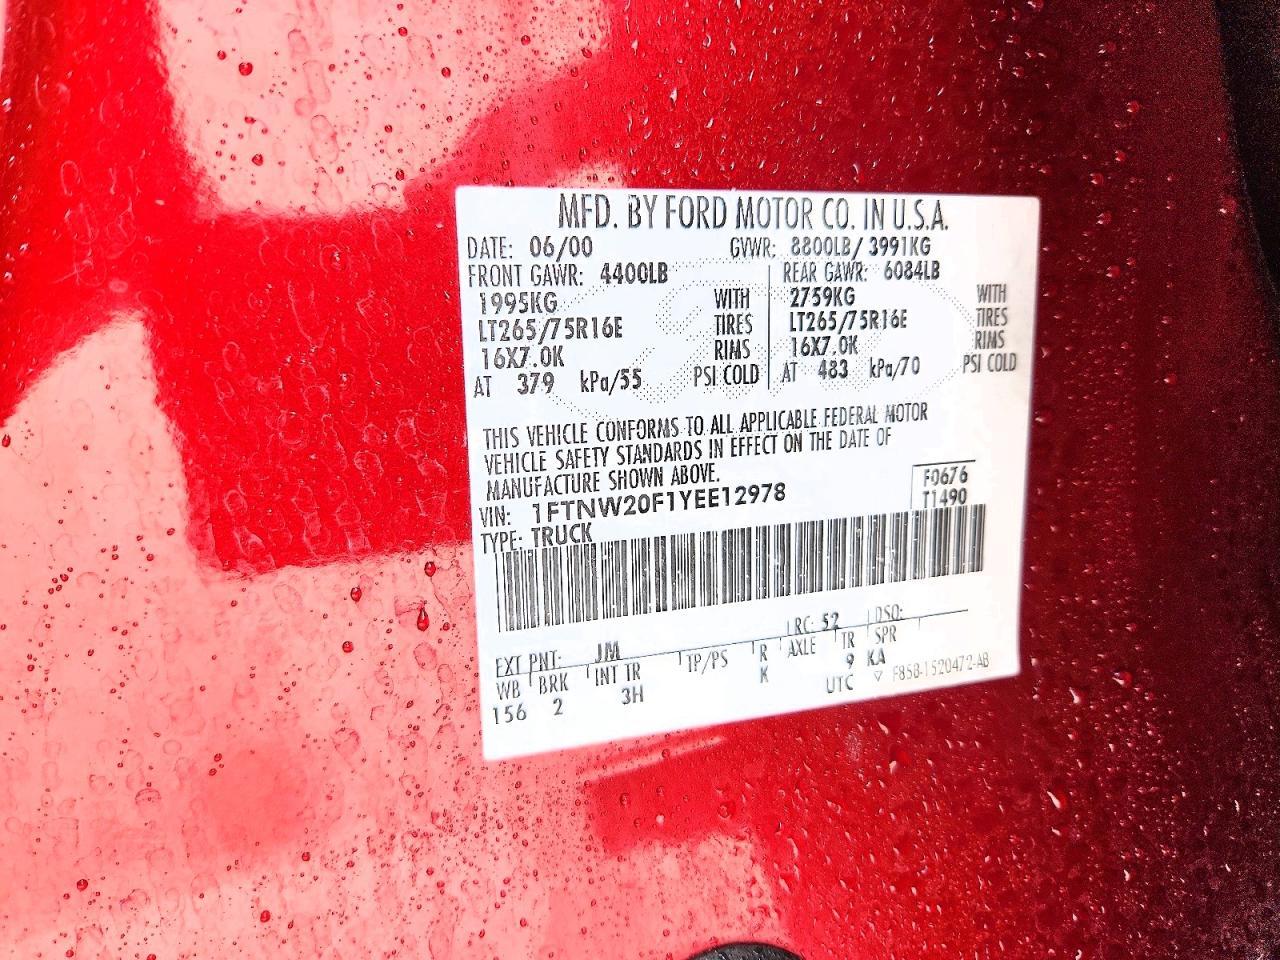 MFD. BY FORD MOTOR CO. IN U.S.A.
DATE: 06/00 GVWR: 8800LB/ 3991KG
FRONT GAWR: 4400LB REAR GAWR: 6084LB
1995KG WITH 2759KG WITH
LT265/75R16E TIRES LT265/75R16E TIRES
16X7.0K RIMS 16X7.0K RIMS
AT 379 kPa/55 PSI COLD AT 483 kPa/70 PSI COLD
THIS VEHICLE CONFORMS TO ALL APPLICABLE FEDERAL MOTOR
VEHICLE SAFETY STANDARDS IN EFFECT ON THE DATE OF
MANUFACTURE SHOWN ABOVE.
VIN: 1FTNW20F1YEE12978 F0676
TYPE: TRUCK T1490
EXT PNT: JM RC: 52 DSO:
WB BRK INT TR TP/PS R AXLE TR SPR
156 2 3H K 9 KA
UTC ▽ F85B-1520472-AB